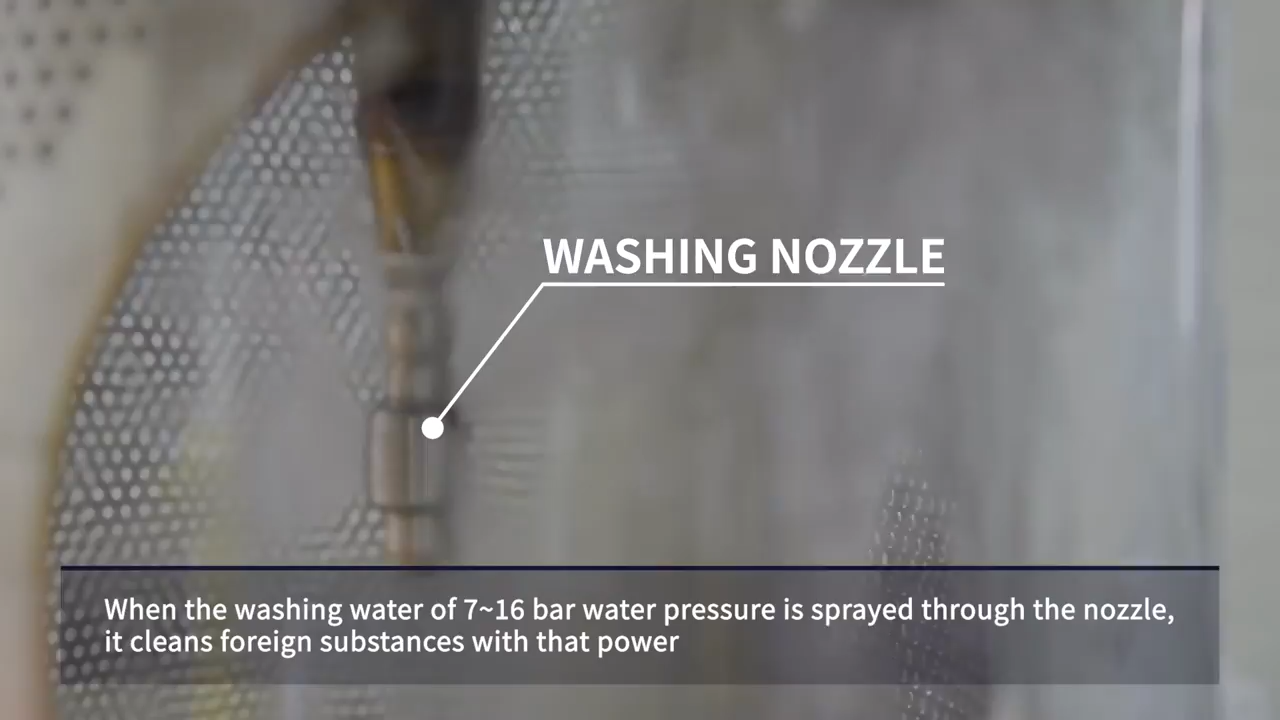 WASHING NOZZLE
When the washing water of 7~16 bar water pressure is sprayed through the nozzle,
it cleans foreign substances with that power